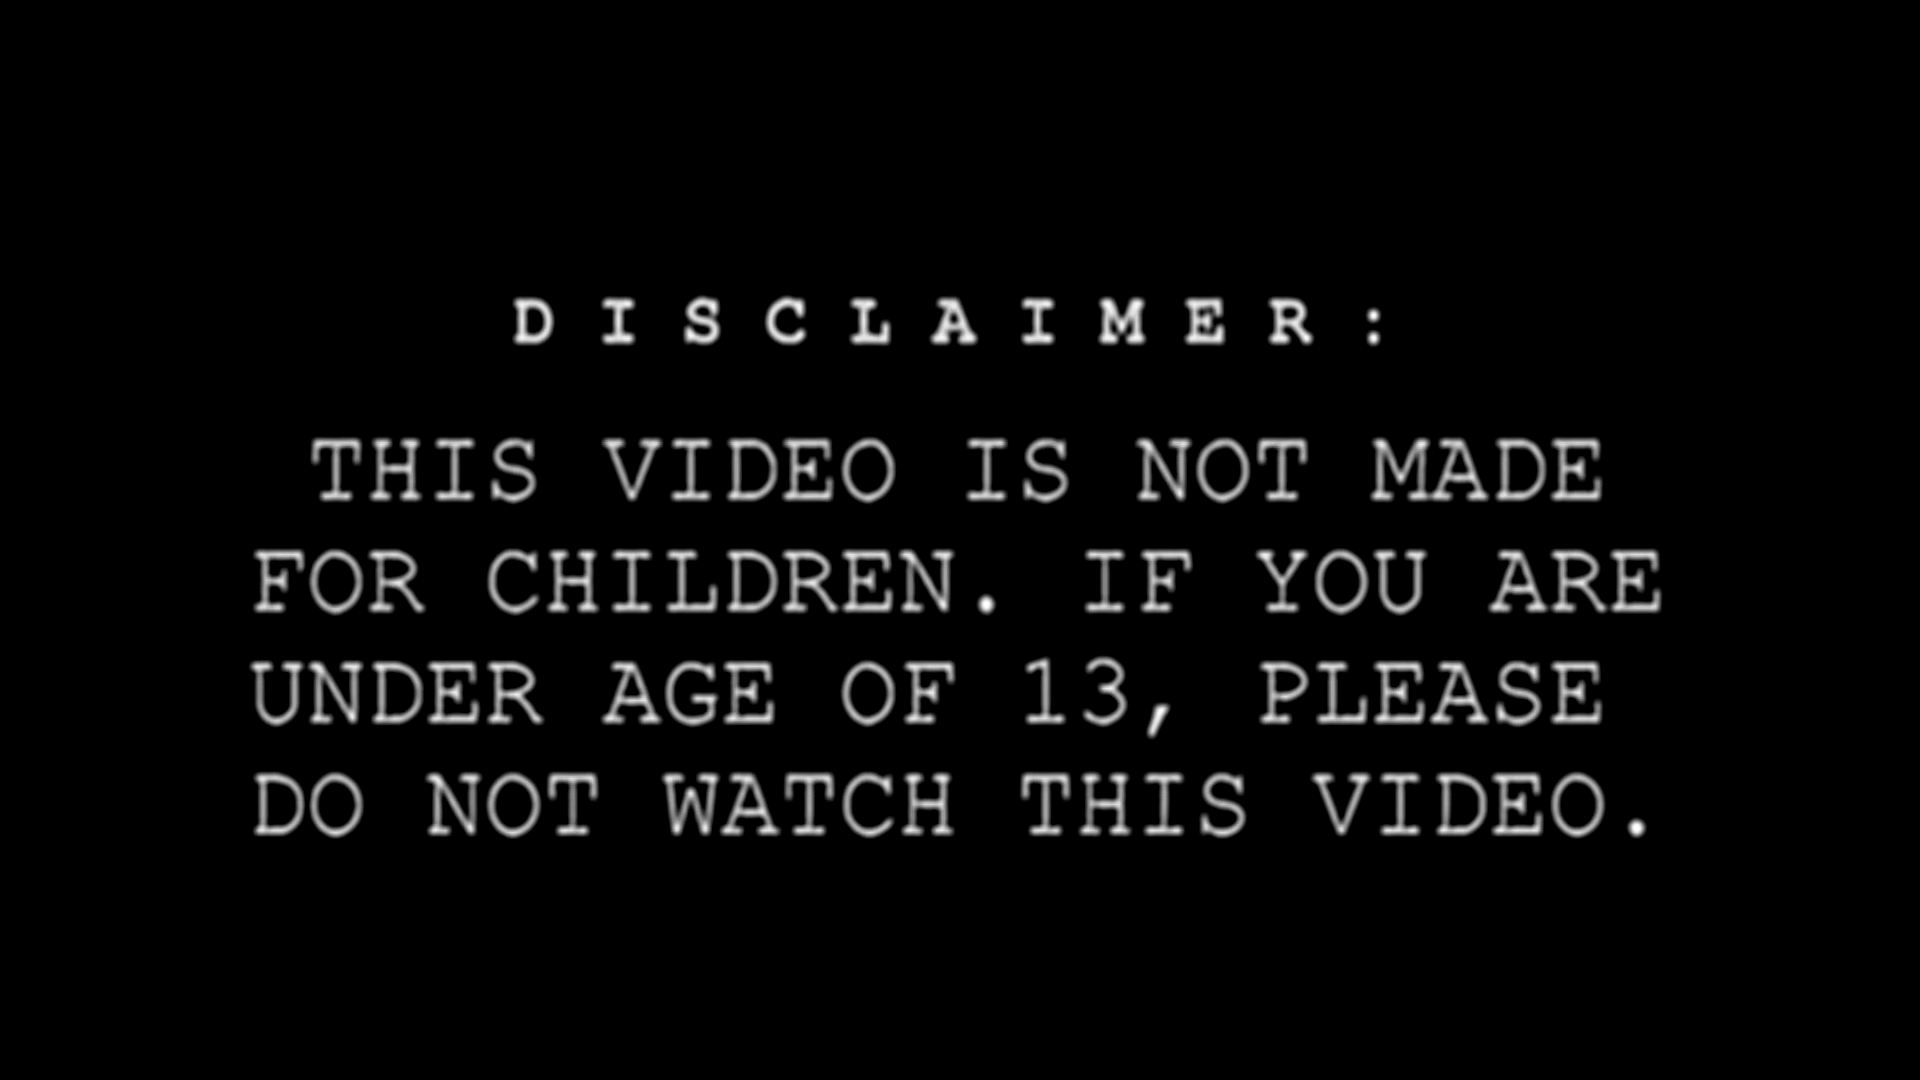 D I S C L A I M E R :
THIS VIDEO IS NOT MADE
FOR CHILDREN. IF YOU ARE
UNDER AGE OF 13, PLEASE
DO NOT WATCH THIS VIDEO.